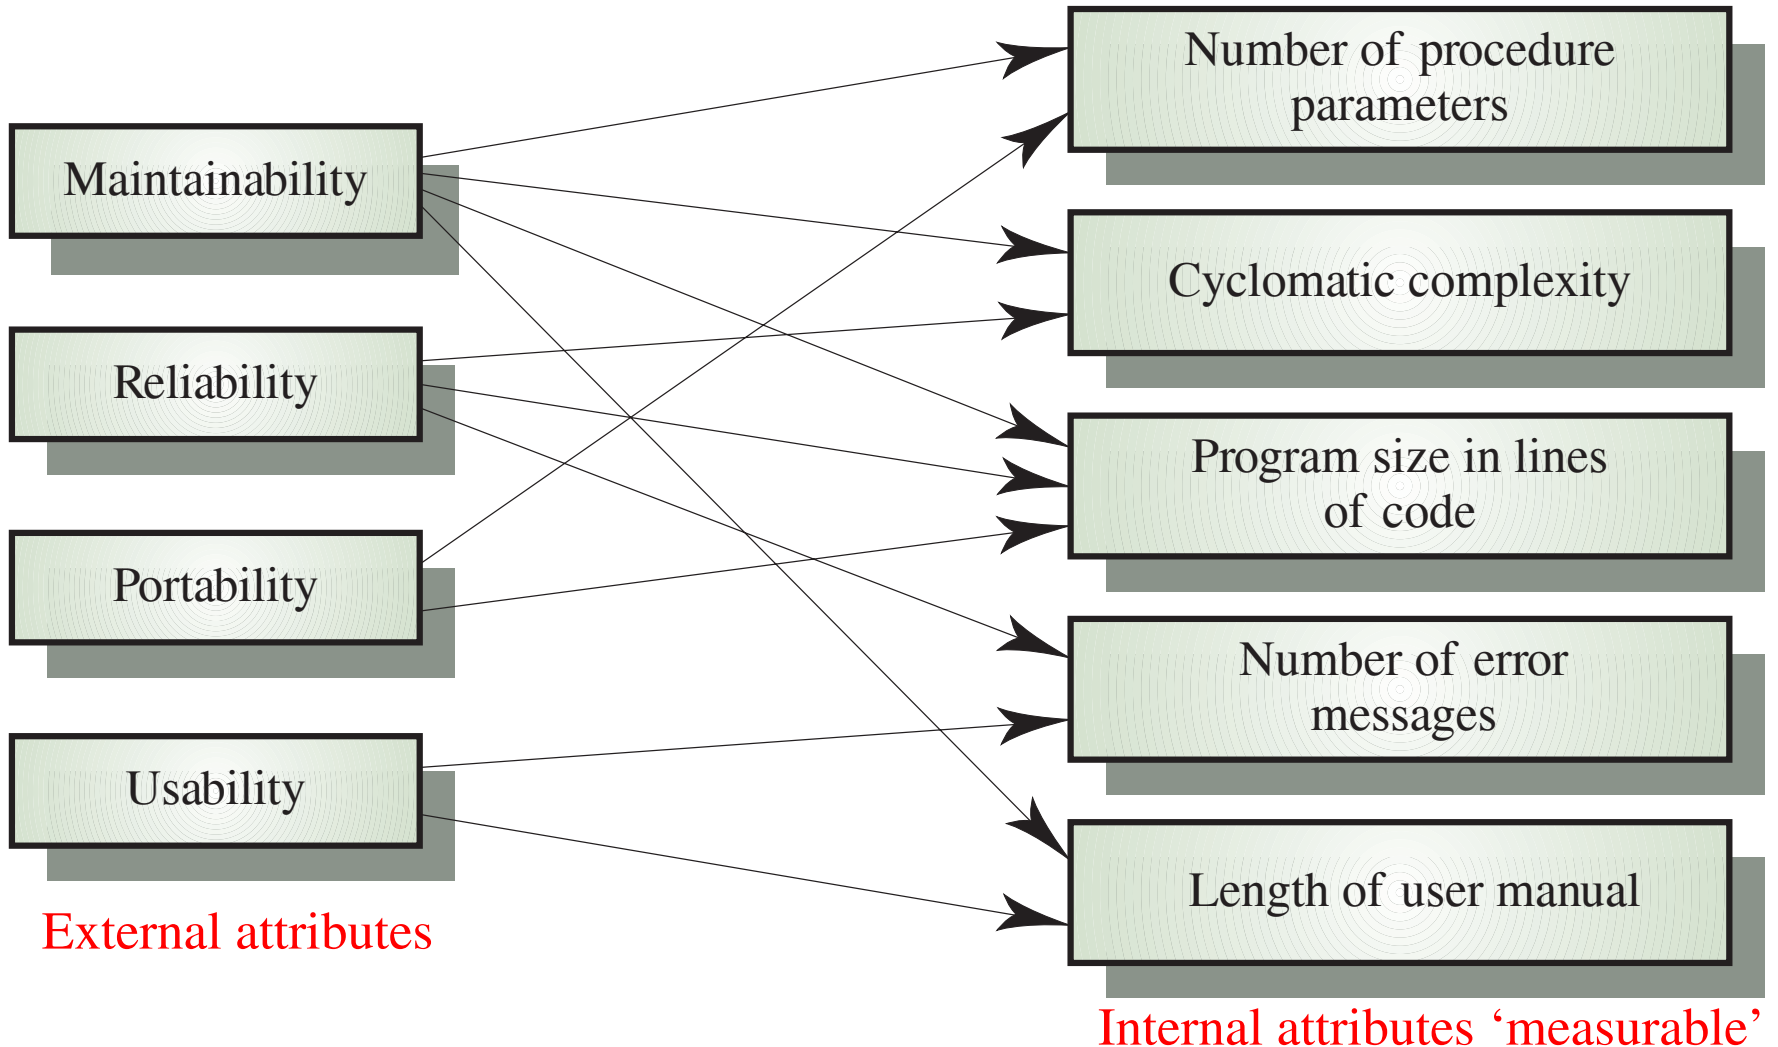 Maintainability
Reliability
Portability
Usability
External attributes
Number of procedure
parameters
Cyclomatic complexity
Program size in lines
of code
Number of error
messages
Length of user manual
Internal attributes ‘measurable’